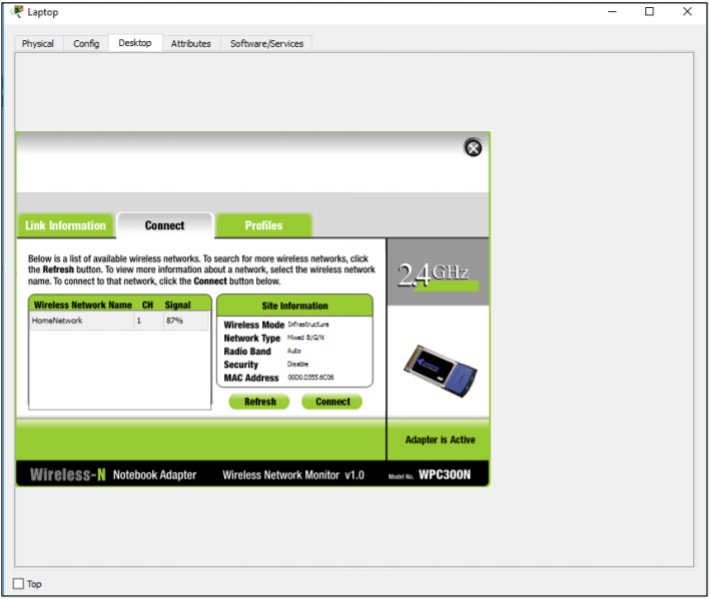 Laptop
Physical Config Desktop Attributes Software/Services
Link Information Connect Profiles
Below is a list of available wireless networks. To search for more wireless networks, click
the Refresh button. To view more information about a network, select the wireless network
name. To connect to that network, click the Connect button below.
2.4GHz
Wireless Network Name CH Signal
HomeNetwork 1 87%
Site Information
Wireless Mode Infrastructure
Network Type Mixed B/G/N
Radio Band Auto
Security Disable
MAC Address 00D0.D355.6C06
Refresh Connect
Adapter is Active
Wireless-N Notebook Adapter Wireless Network Monitor v1.0 Model No. WPC300N
Top